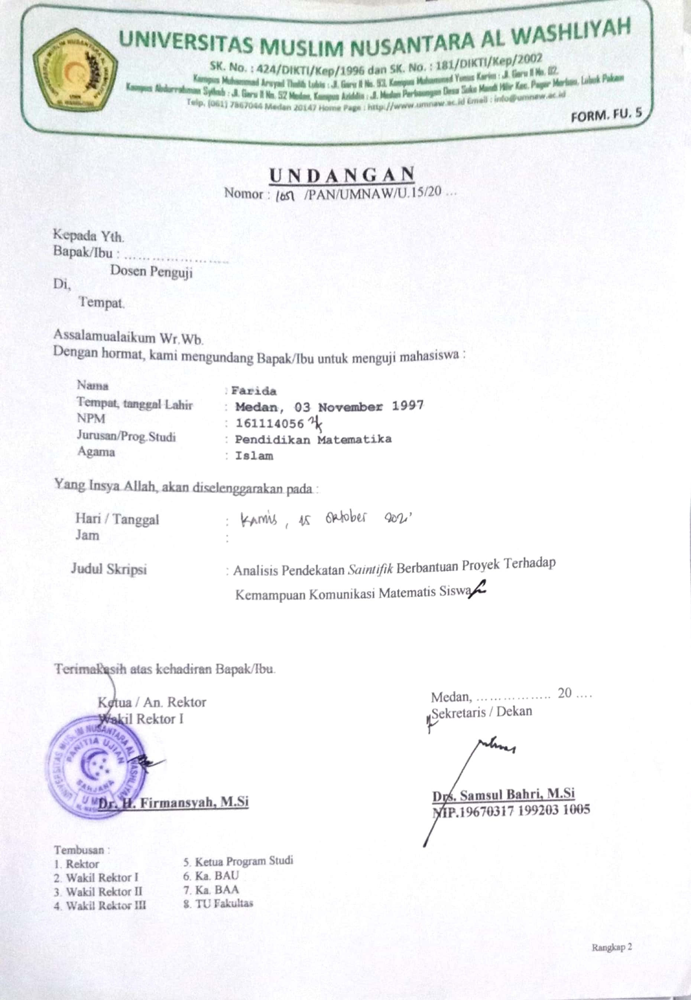 UNIVERSITAS MUSLIM NUSANTARA AL WASHLIYAH
SK. No. : 424/DIKTI/Kep/1996 dan SK. No. : 181/DIKTI/Kep/2002
Kampus Muhammad Arsyad Thalib Lubis : Jl. Garu II No. 93, Kampus Muhammad Yunus Karim : Jl. Garu II No. 02,
Kampus Abdurrahman Syihab : Jl. Garu II No. 52 Medan, Kampus Aziddin : Jl. Medan Perbaungan Desa Suka Mandi Hilir Kec. Pagar Merbau, Lubuk Pakam
Telp. (061) 7867044 Medan 20147 Home Page : http://www.umnaw.ac.id Email : info@umnaw.ac.id
FORM. FU. 5
UNDANGAN
Nomor : /PAN/UMNAW/U.15/20 ...
Kepada Yth.
Bapak/Ibu : ..........................
Dosen Penguji
Di,
Tempat.
Assalamualaikum Wr.Wb.
Dengan hormat, kami mengundang Bapak/Ibu untuk menguji mahasiswa :
Nama : Farida
Tempat, tanggal Lahir : Medan, 03 November 1997
NPM : 161114056
Jurusan/Prog.Studi : Pendidikan Matematika
Agama : Islam
Yang Insya Allah, akan diselenggarakan pada :
Hari / Tanggal : Kamis, 15 Oktober
Jam :
Judul Skripsi : Analisis Pendekatan Saintifik Berbantuan Proyek Terhadap
Kemampuan Komunikasi Matematis Siswa
Terimakasih atas kehadiran Bapak/Ibu.
Medan, .................. 20 ....
Ketua / An. Rektor Sekretaris / Dekan
Wakil Rektor I
UNIVERSITAS MUSLIM NUSANTARA AL WASHLIYAH
PANITIA UJIAN
SARJANA
Dr. H. Firmansyah, M.Si Drs. Samsul Bahri, M.Si
NIP.19670317 199203 1005
Tembusan :
1. Rektor 5. Ketua Program Studi
2. Wakil Rektor I 6. Ka. BAU
3. Wakil Rektor II 7. Ka. BAA
4. Wakil Rektor III 8. TU Fakultas
Rangkap 2